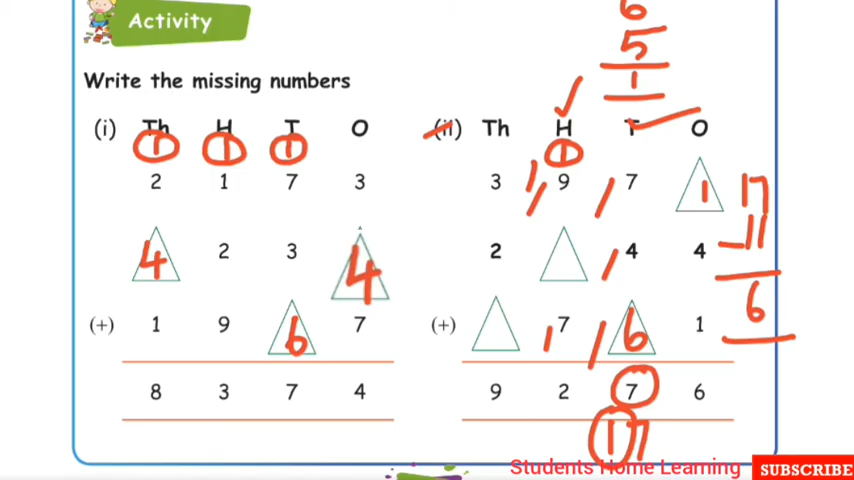 Activity
6
5
1
Write the missing numbers
(i) Th H T O (ii) Th H T O
1 1 1 1
2 1 7 3 3 9 7 1 17
4 2 3 4 2 4 4 11
(+) 1 9 6 7 (+) 7 6 1 6
8 3 7 4 9 2 7 6
17
Students Home Learning SUBSCRIBE